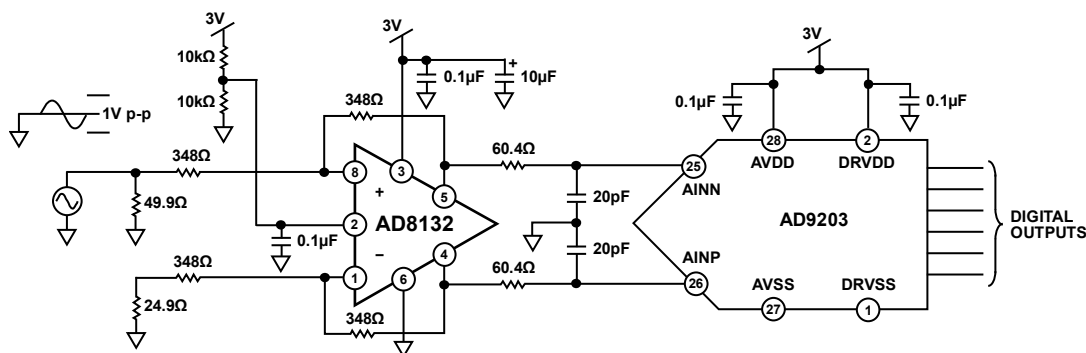 3V
10kΩ
10kΩ
1V p-p
348Ω
49.9Ω
348Ω
24.9Ω
0.1µF
3V
0.1µF
+
10µF
348Ω
8
+
3
5
2
AD8132
1
−
6
4
348Ω
60.4Ω
20pF
20pF
60.4Ω
3V
0.1µF
0.1µF
28
2
AVDD
DRVDD
25
AINN
AD9203
AINP
26
AVSS
DRVSS
27
1
DIGITAL
OUTPUTS